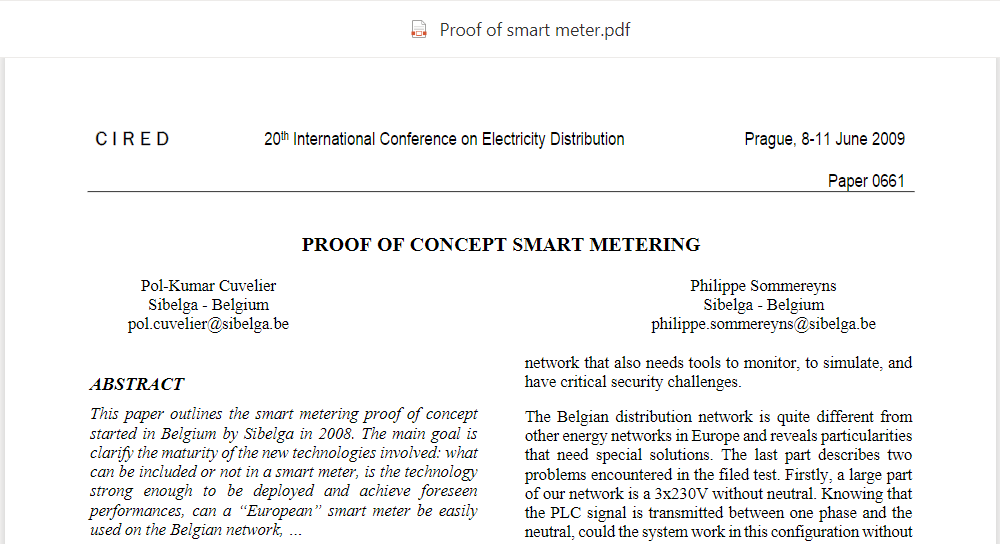 Proof of smart meter.pdf
CIRED
20th International Conference on Electricity Distribution
Prague, 8-11 June 2009
Paper 0661
PROOF OF CONCEPT SMART METERING
Pol-Kumar Cuvelier
Sibelga - Belgium
pol.cuvelier@sibelga.be
Philippe Sommereyns
Sibelga - Belgium
philippe.sommereyns@sibelga.be
ABSTRACT
This paper outlines the smart metering proof of concept
started in Belgium by Sibelga in 2008. The main goal is
clarify the maturity of the new technologies involved: what
can be included or not in a smart meter, is the technology
strong enough to be deployed and achieve foreseen
performances, can a “European” smart meter be easily
used on the Belgian network, …
network that also needs tools to monitor, to simulate, and
have critical security challenges.
The Belgian distribution network is quite different from
other energy networks in Europe and reveals particularities
that need special solutions. The last part describes two
problems encountered in the filed test. Firstly, a large part
of our network is a 3x230V without neutral. Knowing that
the PLC signal is transmitted between one phase and the
neutral, could the system work in this configuration without